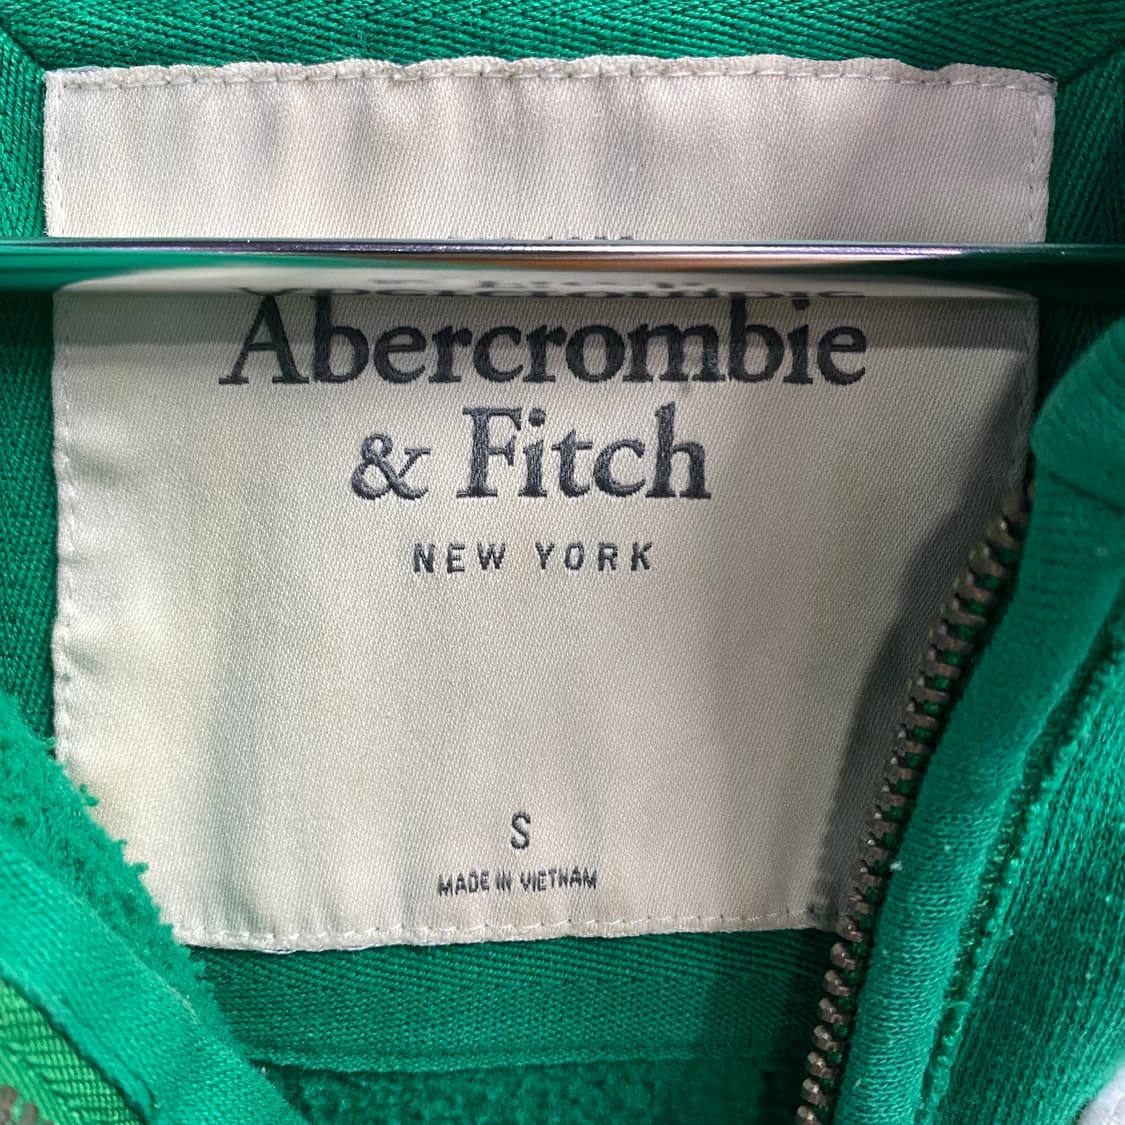 Abercrombie
& Fitch
NEW YORK
S
MADE IN VIETNAM